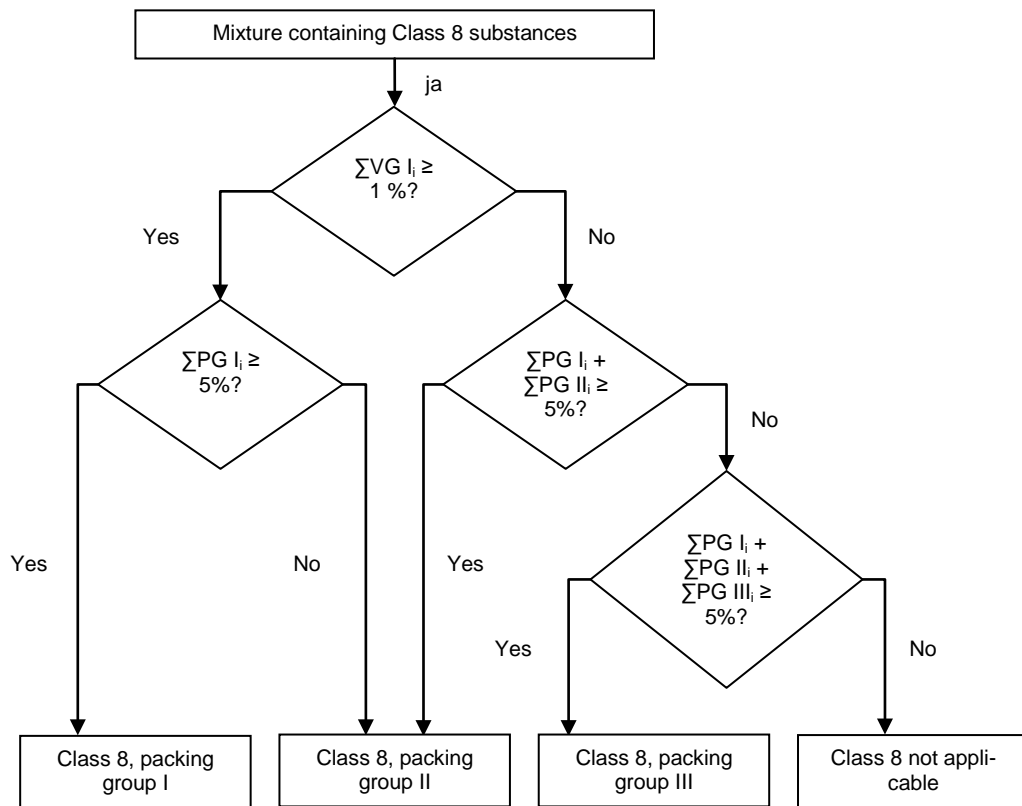 Mixture containing Class 8 substances
ja
∑VG Iᵢ ≥
1 %?
Yes
No
∑PG Iᵢ ≥
5%?
∑PG Iᵢ +
∑PG IIᵢ ≥
5%?
No
Yes
No
Yes
∑PG Iᵢ +
∑PG IIᵢ +
∑PG IIIᵢ ≥
5%?
Yes
No
Class 8, packing
group I
Class 8, packing
group II
Class 8, packing
group III
Class 8 not appli-
cable